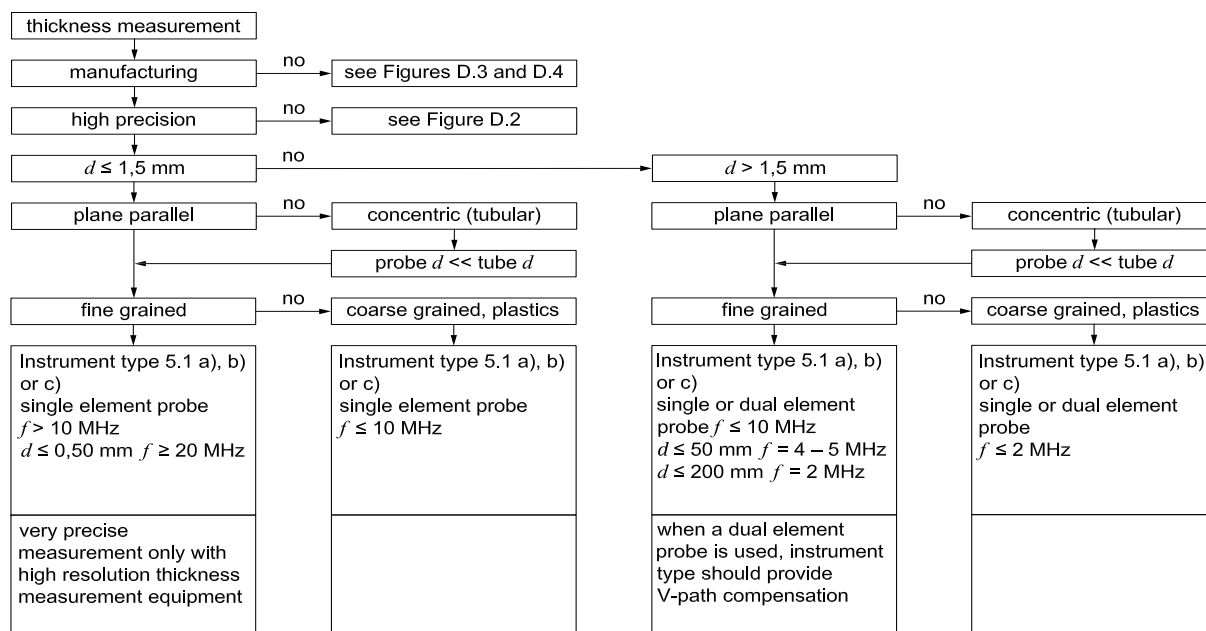 thickness measurement
manufacturing
no
see Figures D.3 and D.4
high precision
no
see Figure D.2
d ≤ 1,5 mm
no
d > 1,5 mm
plane parallel
no
concentric (tubular)
plane parallel
no
concentric (tubular)
probe d << tube d
probe d << tube d
fine grained
no
coarse grained, plastics
fine grained
no
coarse grained, plastics
Instrument type 5.1 a), b)
or c)
single element probe
f > 10 MHz
d ≤ 0,50 mm f ≥ 20 MHz
Instrument type 5.1 a), b)
or c)
single element probe
f ≤ 10 MHz
Instrument type 5.1 a), b)
or c)
single or dual element
probe f ≤ 10 MHz
d ≤ 50 mm f = 4 – 5 MHz
d ≤ 200 mm f = 2 MHz
Instrument type 5.1 a), b)
or c)
single or dual element
probe
f ≤ 2 MHz
very precise
measurement only with
high resolution thickness
measurement equipment
when a dual element
probe is used, instrument
type should provide
V-path compensation